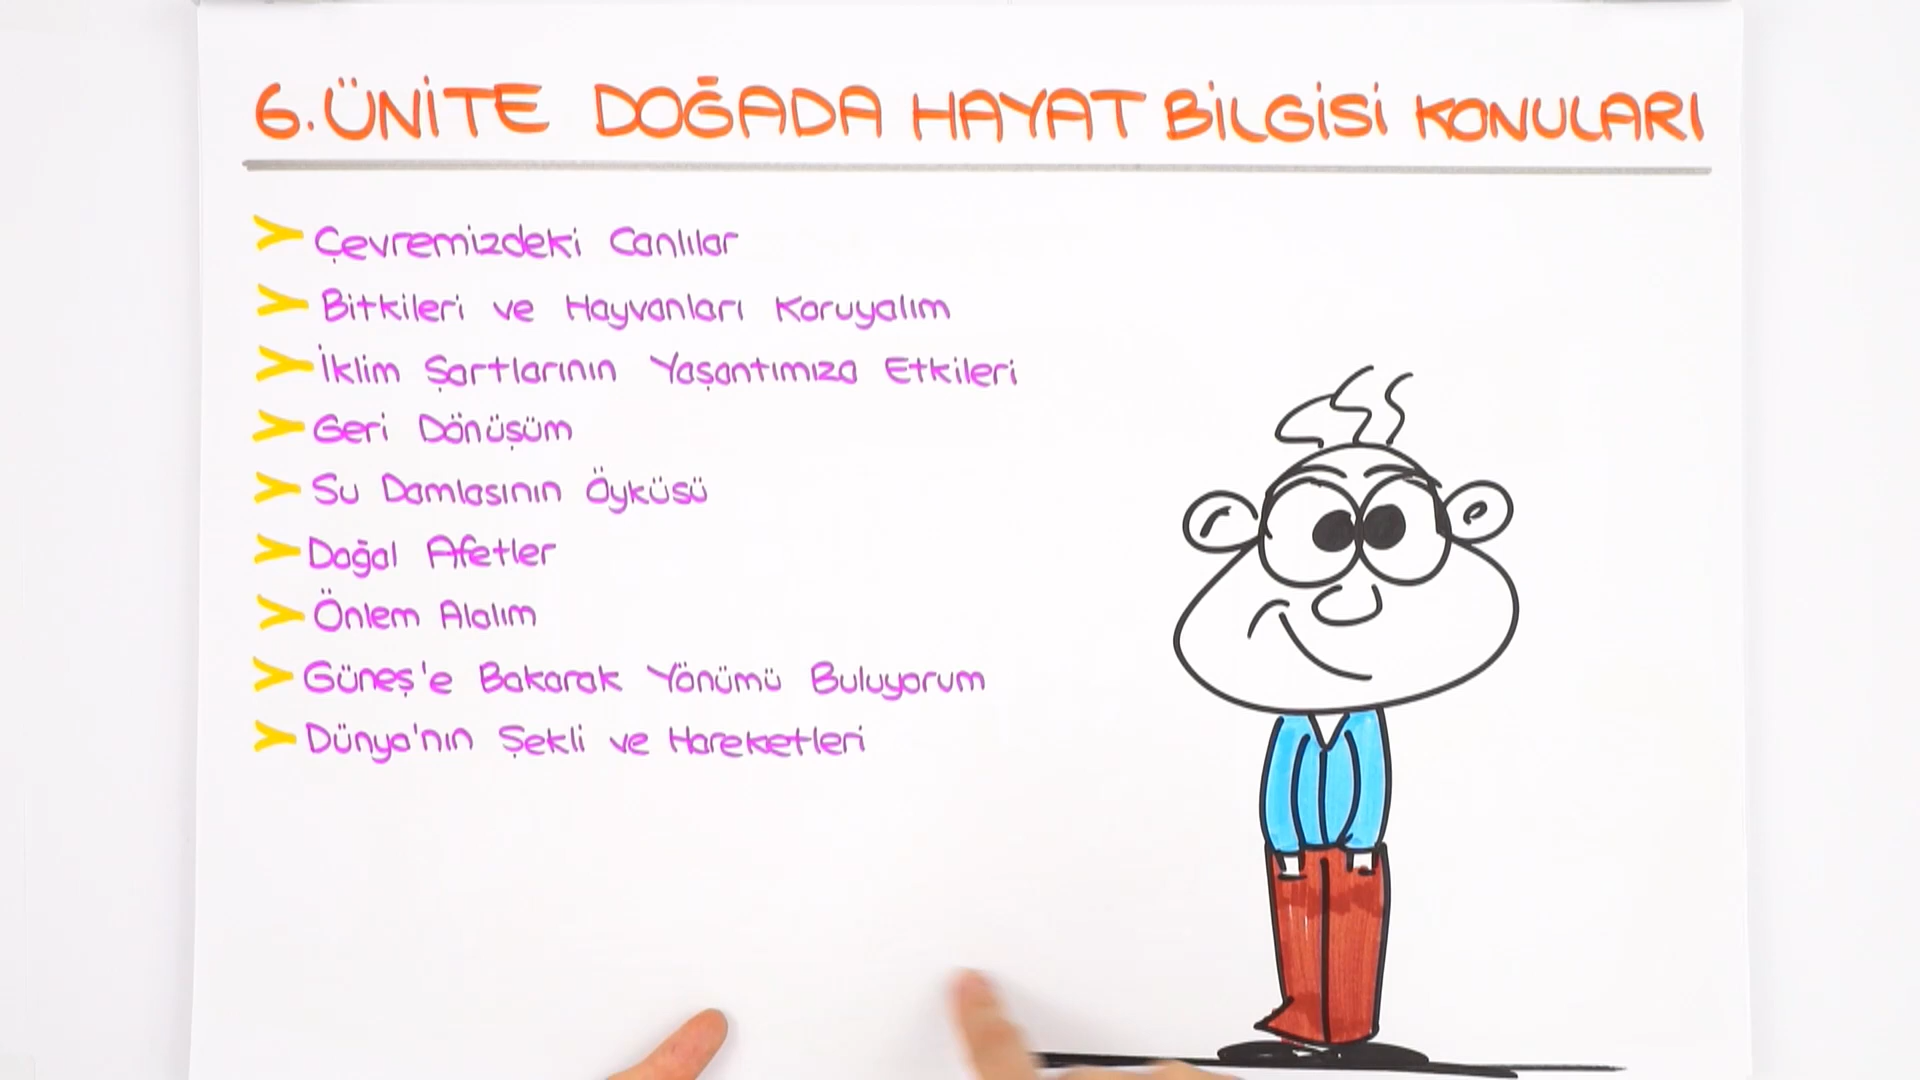 6. ÜNİTE DOĞADA HAYAT BİLGİSİ KONULARI
Çevremizdeki Canlılar
Bitkileri ve Hayvanları Koruyalım
İklim Şartlarının Yaşantımıza Etkileri
Geri Dönüşüm
Su Damlasının Öyküsü
Doğal Afetler
Önlem Alalım
Güneş'e Bakarak Yönümü Buluyorum
Dünya'nın Şekli ve Hareketleri